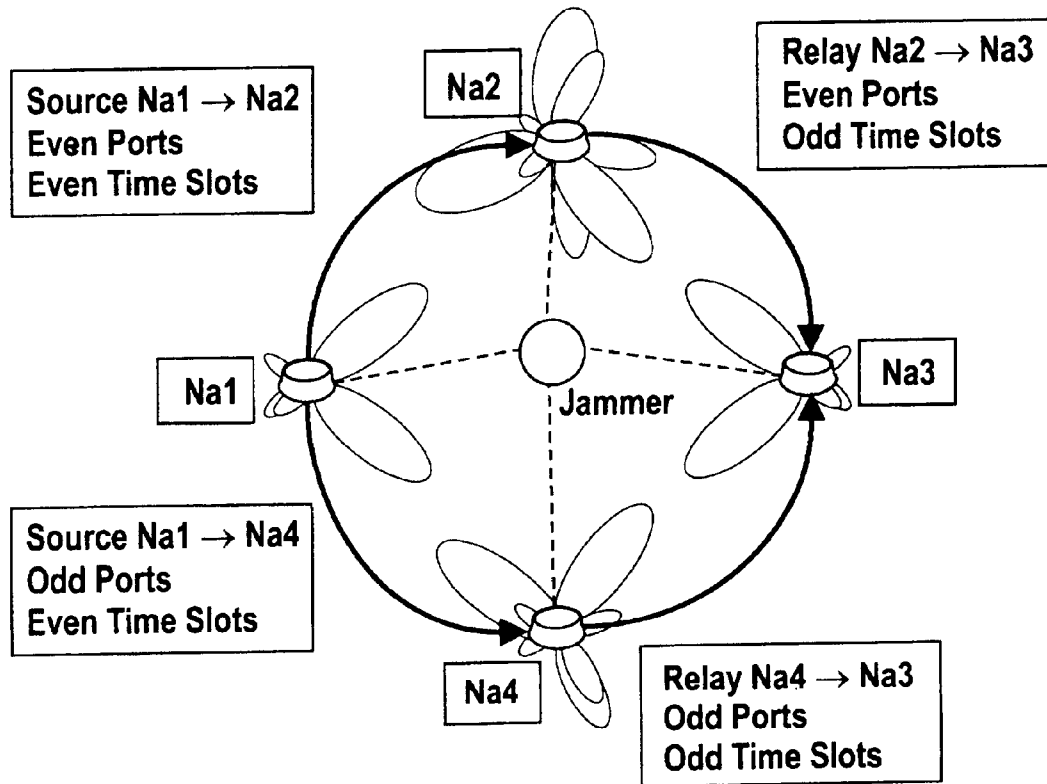 Source Na1 → Na2
Even Ports
Even Time Slots
Na2
Relay Na2 → Na3
Even Ports
Odd Time Slots
Na1
Jammer
Na3
Source Na1 → Na4
Odd Ports
Even Time Slots
Na4
Relay Na4 → Na3
Odd Ports
Odd Time Slots